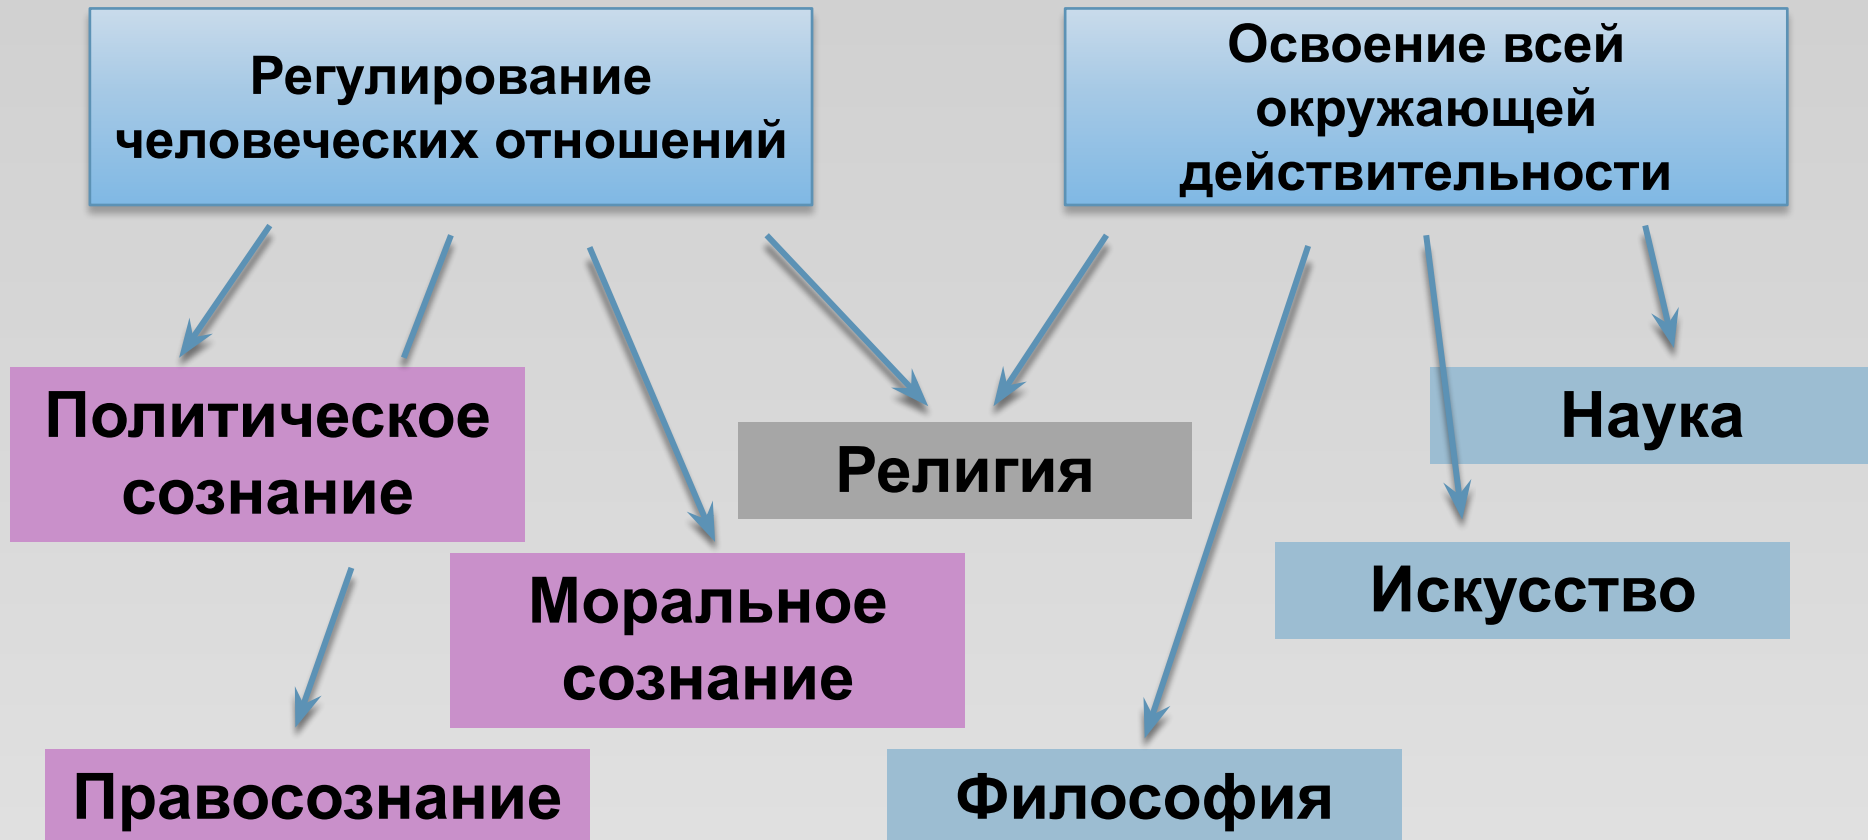 Регулирование
человеческих отношений
Освоение всей
окружающей
действительности
Политическое
сознание
Религия
Наука
Моральное
сознание
Искусство
Правосознание
Философия